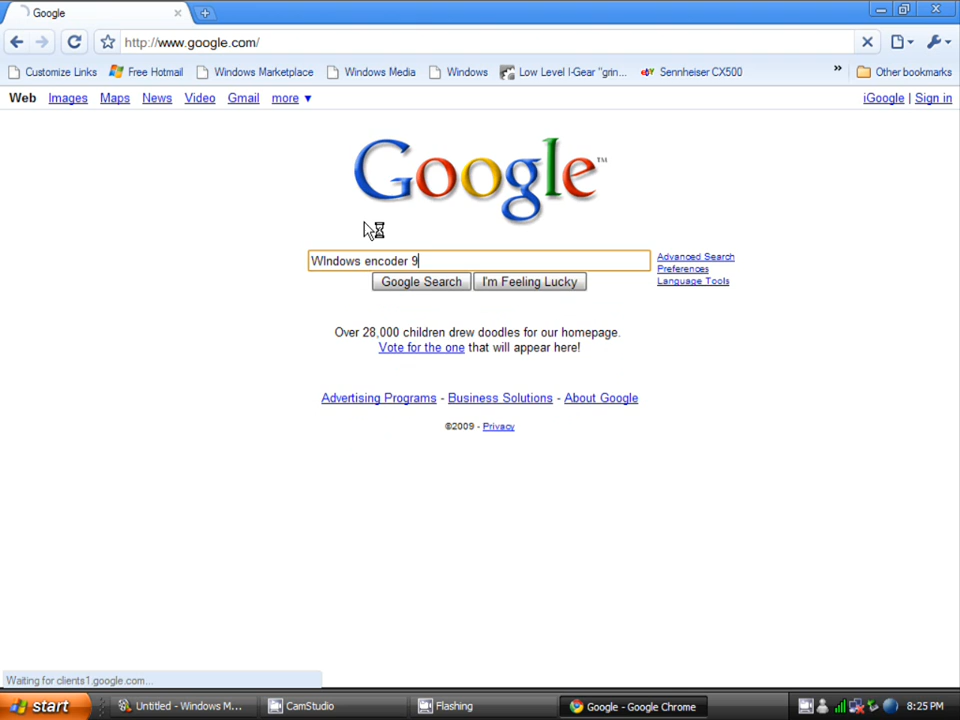 Google
http://www.google.com/
Customize Links Free Hotmail Windows Marketplace Windows Media Windows Low Level I-Gear "grin... Sennheiser CX500 » Other bookmarks
Web Images Maps News Video Gmail more ▼ iGoogle | Sign in
Google™
WIndows encoder 9
Advanced Search
Preferences
Language Tools
Google Search I'm Feeling Lucky
Over 28,000 children drew doodles for our homepage.
Vote for the one that will appear here!
Advertising Programs - Business Solutions - About Google
©2009 - Privacy
Waiting for clients1.google.com...
start Untitled - Windows M... CamStudio Flashing Google - Google Chrome 8:25 PM